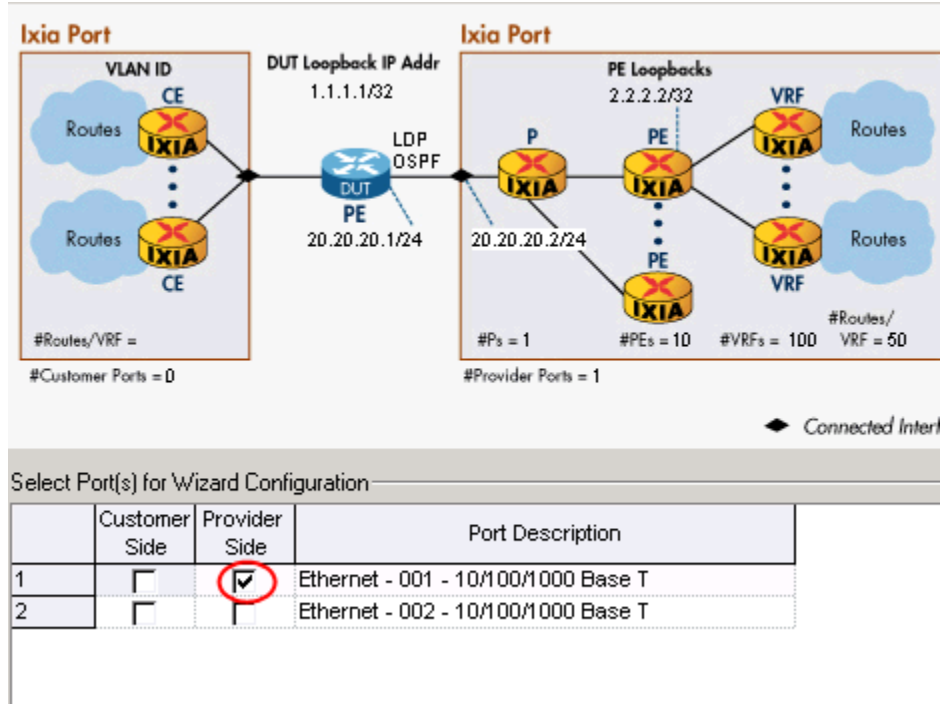 Ixia Port
VLAN ID
CE
Routes
IXIA
Routes
IXIA
CE
#Routes/VRF =
#Customer Ports = 0
DUT Loopback IP Addr
1.1.1.1/32
LDP
OSPF
DUT
PE
20.20.20.1/24
Ixia Port
PE Loopbacks
2.2.2.2/32
P
IXIA
20.20.20.2/24
PE
IXIA
PE
IXIA
VRF
IXIA
Routes
IXIA
VRF
Routes
#Ps = 1
#PEs = 10
#VRFs = 100
#Routes/
VRF = 50
#Provider Ports = 1
Connected Interf
Select Port(s) for Wizard Configuration
Customer Side
Provider Side
Port Description
1
Ethernet - 001 - 10/100/1000 Base T
2
Ethernet - 002 - 10/100/1000 Base T